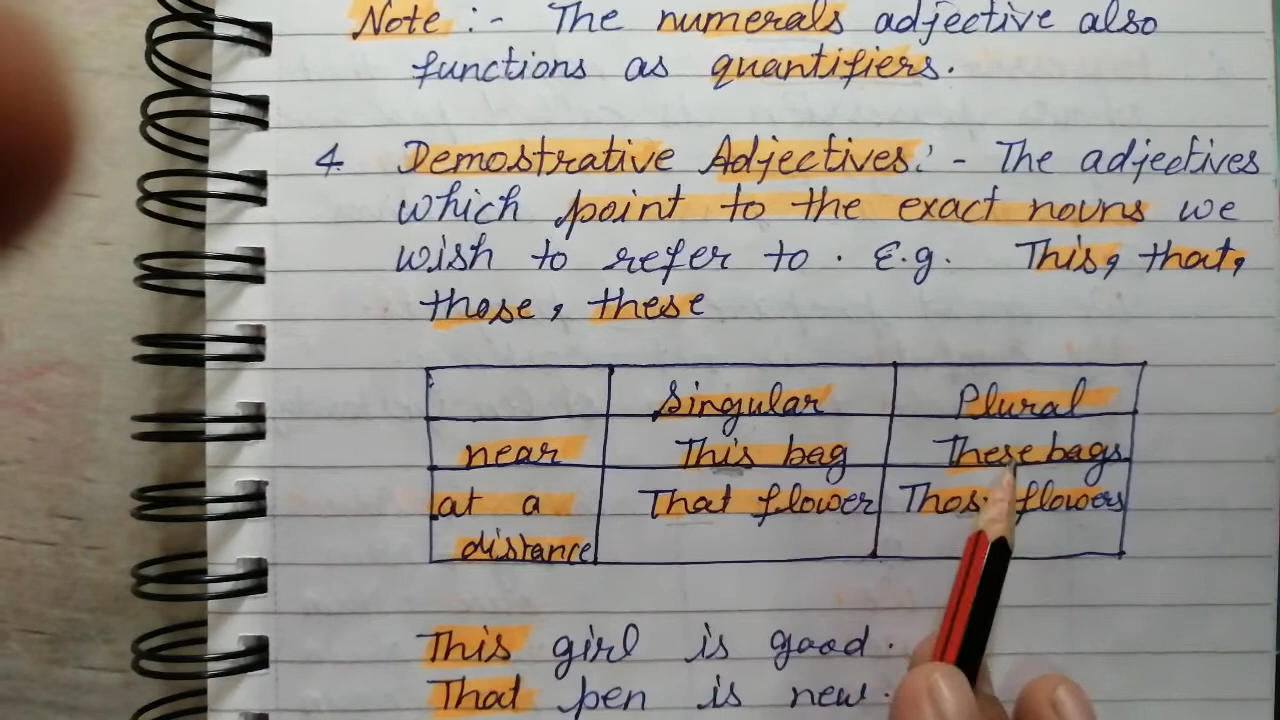 Note :- The numerals adjective also
functions as quantifiers.
4. Demostrative Adjectives:- The adjectives
which point to the exact nouns we
wish to refer to. E.g. This, that,
those, these
Singular Plural
near This bag These bags
at a That flower Thos flowers
distance
This girl is good.
That pen is new.